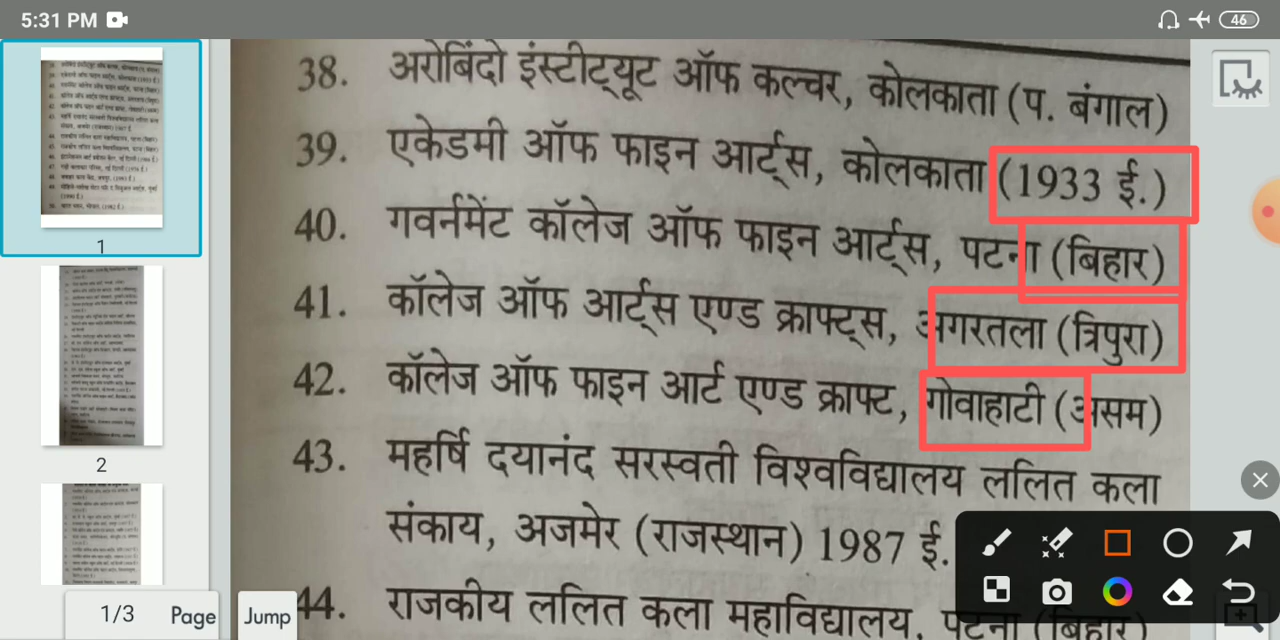 5:31 PM
46
38. अरोबिंदो इंस्टीट्यूट ऑफ कल्चर, कोलकाता (प. बंगाल)
39. एकेडमी ऑफ फाइन आर्ट्स, कोलकाता (1933 ई.)
40. गवर्नमेंट कॉलेज ऑफ फाइन आर्ट्स, पटना (बिहार)
41. कॉलेज ऑफ आर्ट्स एण्ड क्राफ्ट्स, अगरतला (त्रिपुरा)
42. कॉलेज ऑफ फाइन आर्ट एण्ड क्राफ्ट, गोवाहाटी (असम)
43. महर्षि दयानंद सरस्वती विश्वविद्यालय ललित कला
संकाय, अजमेर (राजस्थान) 1987 ई.
44. राजकीय ललित कला महाविद्यालय, पटना (बिहार)
1
2
1/3 Page
Jump